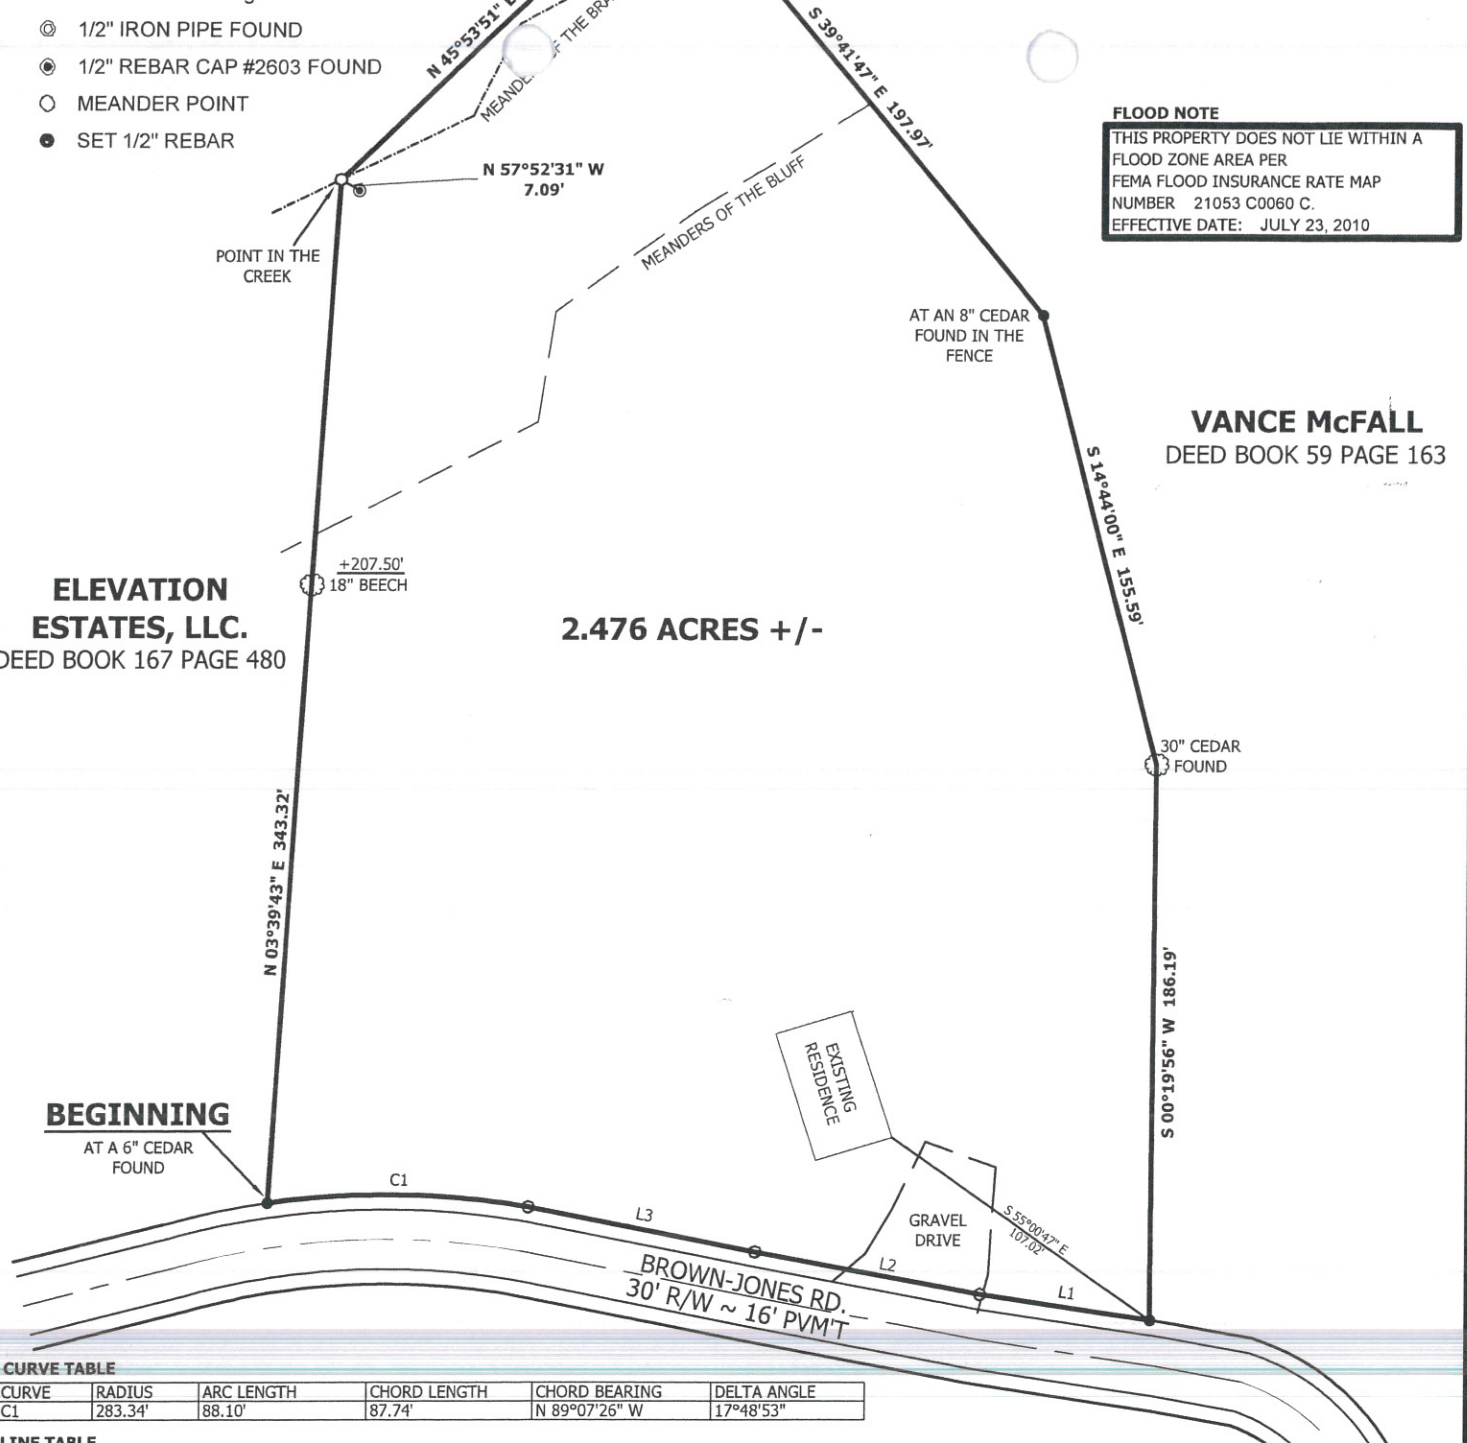 1/2" IRON PIPE FOUND
1/2" REBAR CAP #2603 FOUND
MEANDER POINT
SET 1/2" REBAR
N 45°53'51" E
MEANDERS OF THE
S 39°41'47" E 197.97'
FLOOD NOTE
THIS PROPERTY DOES NOT LIE WITHIN A
FLOOD ZONE AREA PER
FEMA FLOOD INSURANCE RATE MAP
NUMBER 21053 C0060 C.
EFFECTIVE DATE: JULY 23, 2010
N 57°52'31" W
7.09'
POINT IN THE
CREEK
MEANDERS OF THE BLUFF
AT AN 8" CEDAR
FOUND IN THE
FENCE
VANCE McFALL
DEED BOOK 59 PAGE 163
S 14°44'00" E 155.59'
+207.50'
18" BEECH
ELEVATION
ESTATES, LLC.
DEED BOOK 167 PAGE 480
2.476 ACRES +/-
30" CEDAR
FOUND
N 03°39'43" E 343.32'
S 00°19'56" W 186.19'
EXISTING
RESIDENCE
BEGINNING
AT A 6" CEDAR
FOUND
C1
L3
GRAVEL
DRIVE
S 55°00'47" E
107.02'
L2
L1
BROWN-JONES RD.
30' R/W ~ 16' PVM'T
CURVE TABLE
CURVE RADIUS ARC LENGTH CHORD LENGTH CHORD BEARING DELTA ANGLE
C1 283.34' 88.10' 87.74' N 89°07'26" W 17°48'53"
LINE TABLE